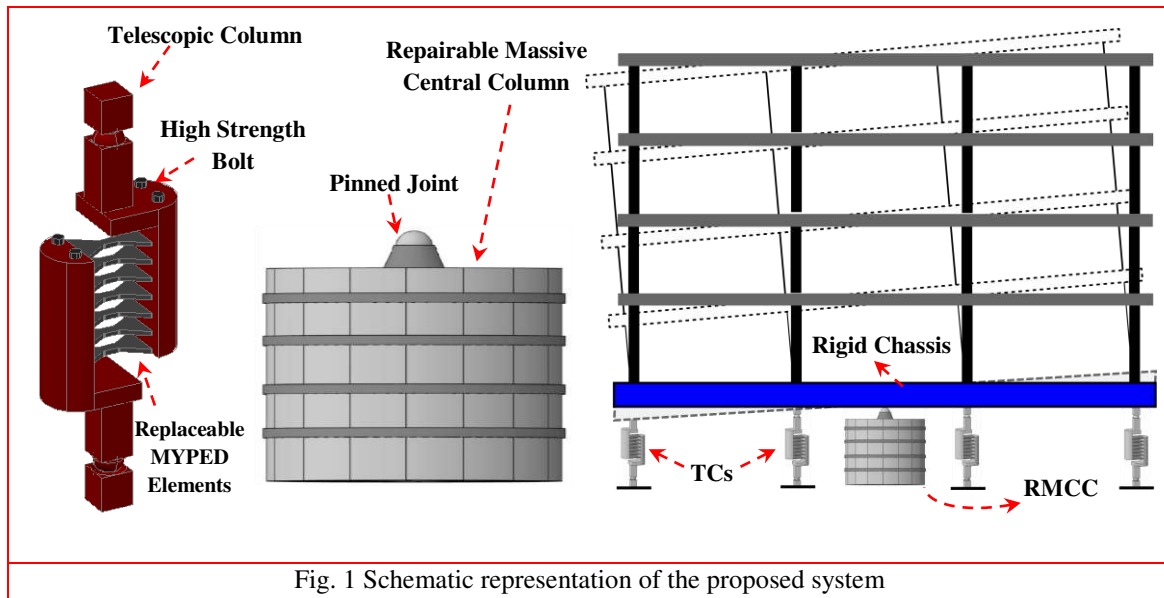 Telescopic Column
High Strength
Bolt
Replaceable
MYPED
Elements
Repairable Massive
Central Column
Pinned Joint
Rigid Chassis
TCs
RMCC
Fig. 1 Schematic representation of the proposed system